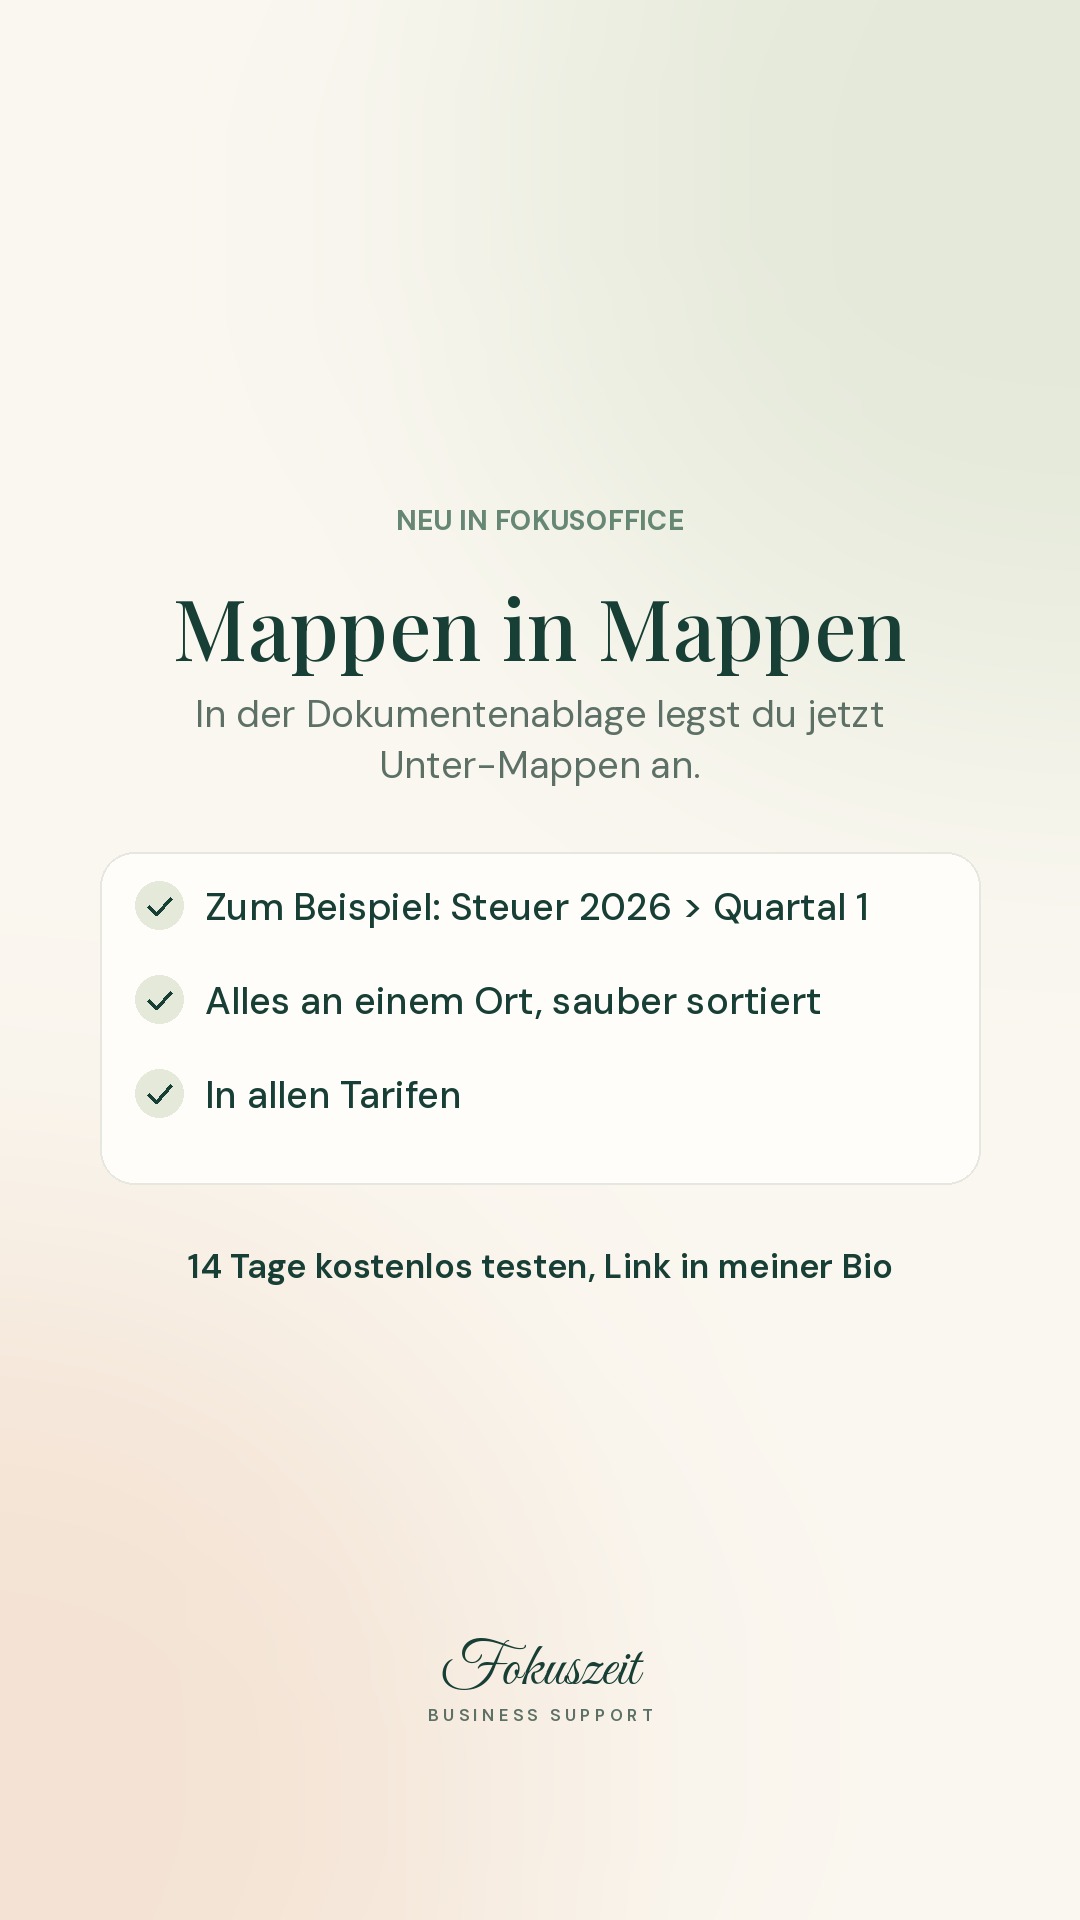 NEU IN FOKUSOFFICE
Mappen in Mappen
In der Dokumentenablage legst du jetzt
Unter-Mappen an.
Zum Beispiel: Steuer 2026 > Quartal 1
Alles an einem Ort, sauber sortiert
In allen Tarifen
14 Tage kostenlos testen, Link in meiner Bio
Fokuszeit
BUSINESS SUPPORT